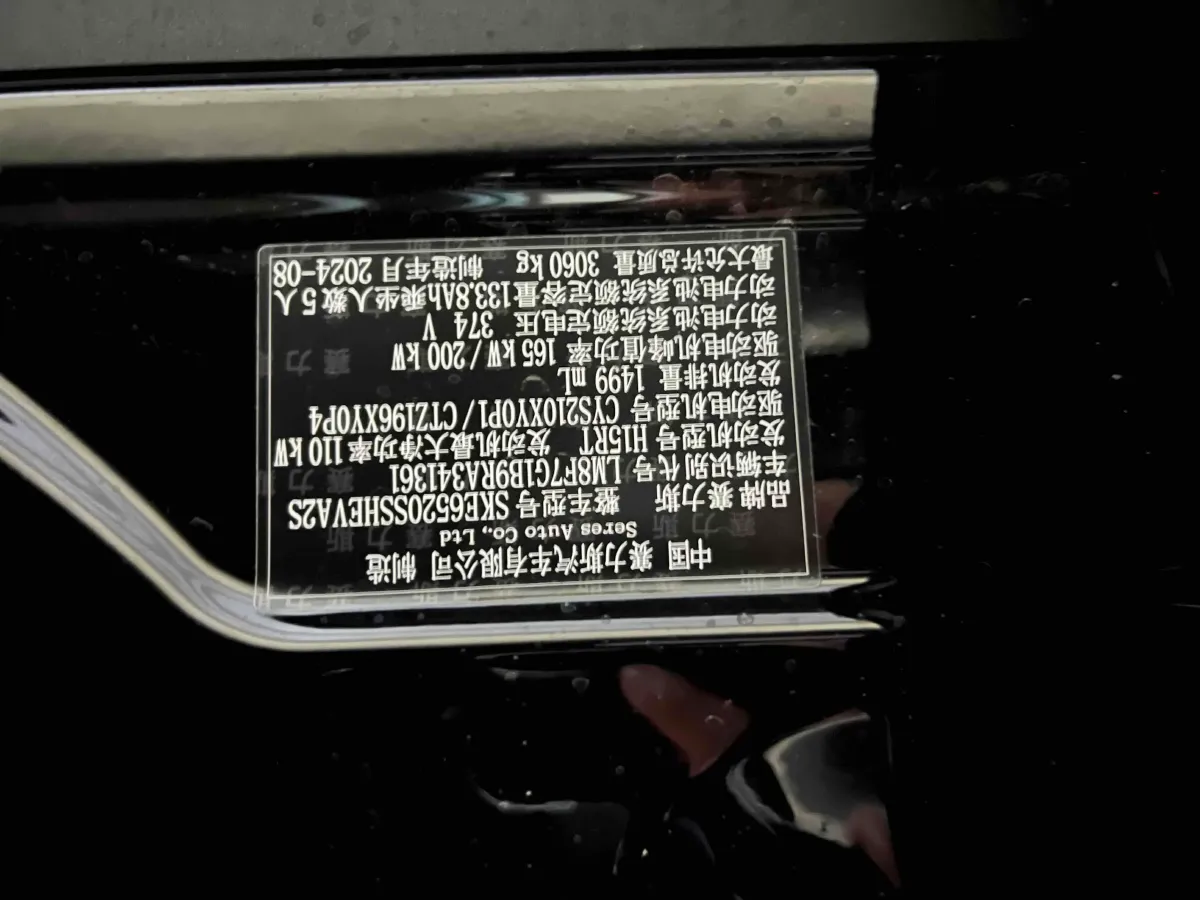 中国 赛力斯汽车有限公司 制造
Seres Auto Co., Ltd
品牌 赛力斯 整车型号 SKE6520SSHEVA2S
车辆识别代号 LM8F7G1B9RA341361
发动机型号 H15RT 发动机最大净功率 110 kW
驱动电机型号 CYS210XY0P1 / CTZ196XY0P4
发动机排量 1499 mL
驱动电机峰值功率 165 kW / 200 kW
动力电池系统额定电压 374 V
动力电池系统额定容量133.8Ah乘坐人数 5 人
最大允许总质量 3060 kg 制造年月 2024-08